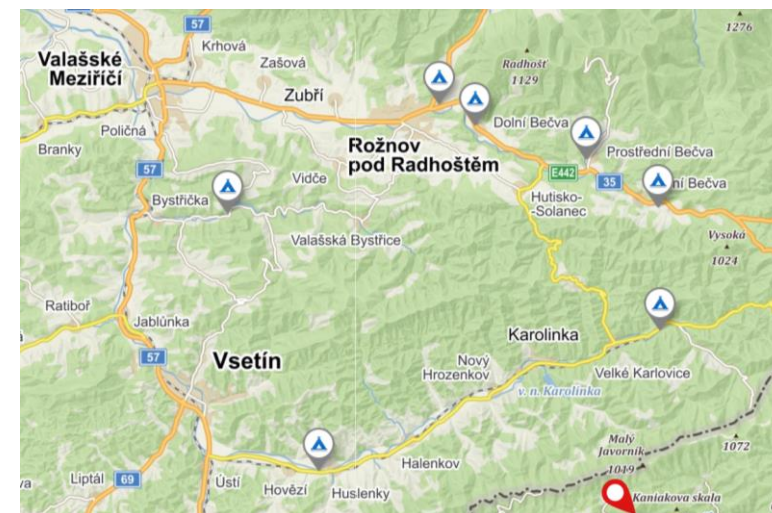 57
1276
Krhová
Valašské
Meziříčí
Zašová
Radhošť
1129
Zubří
Dolní Bečva
Poličná
Branky
Rožnov
pod Radhoštěm
Prostřední Bečva
57
E442
35
ní Bečva
Vidče
Bystřička
Hutisko-
-Solanec
Valašská Bystřice
Vysoká
1024
Ratiboř
Jablůnka
Karolinka
57
Vsetín
Nový
Hrozenkov
Velké Karlovice
v. n. Karolinka
Malý
Javorník
1049
1072
Halenkov
Liptál
69
Ústí
Hovězí
Huslenky
va
Kaniakova skala